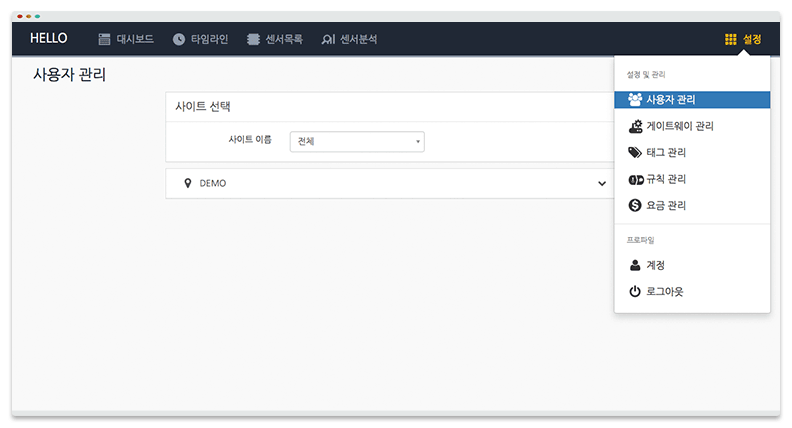 HELLO 대시보드 타임라인 센서목록 센서분석 설정
사용자 관리
사이트 선택
사이트 이름 전체
DEMO
설정 및 관리
사용자 관리
게이트웨이 관리
태그 관리
규칙 관리
요금 관리
프로파일
계정
로그아웃